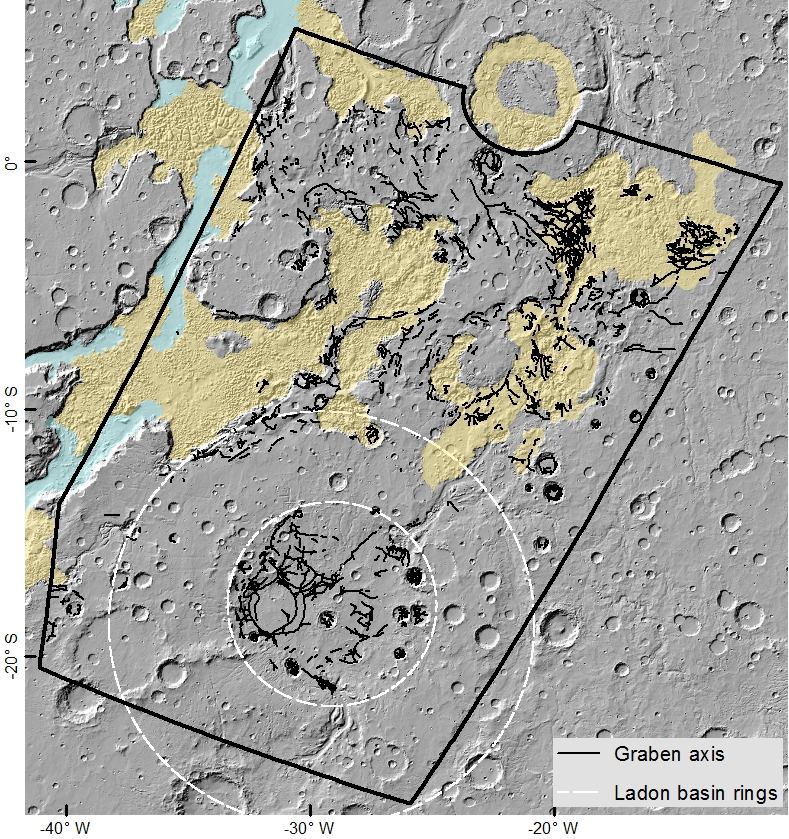 0°
-10° S
-20° S
Graben axis
Ladon basin rings
-40° W
-30° W
-20° W